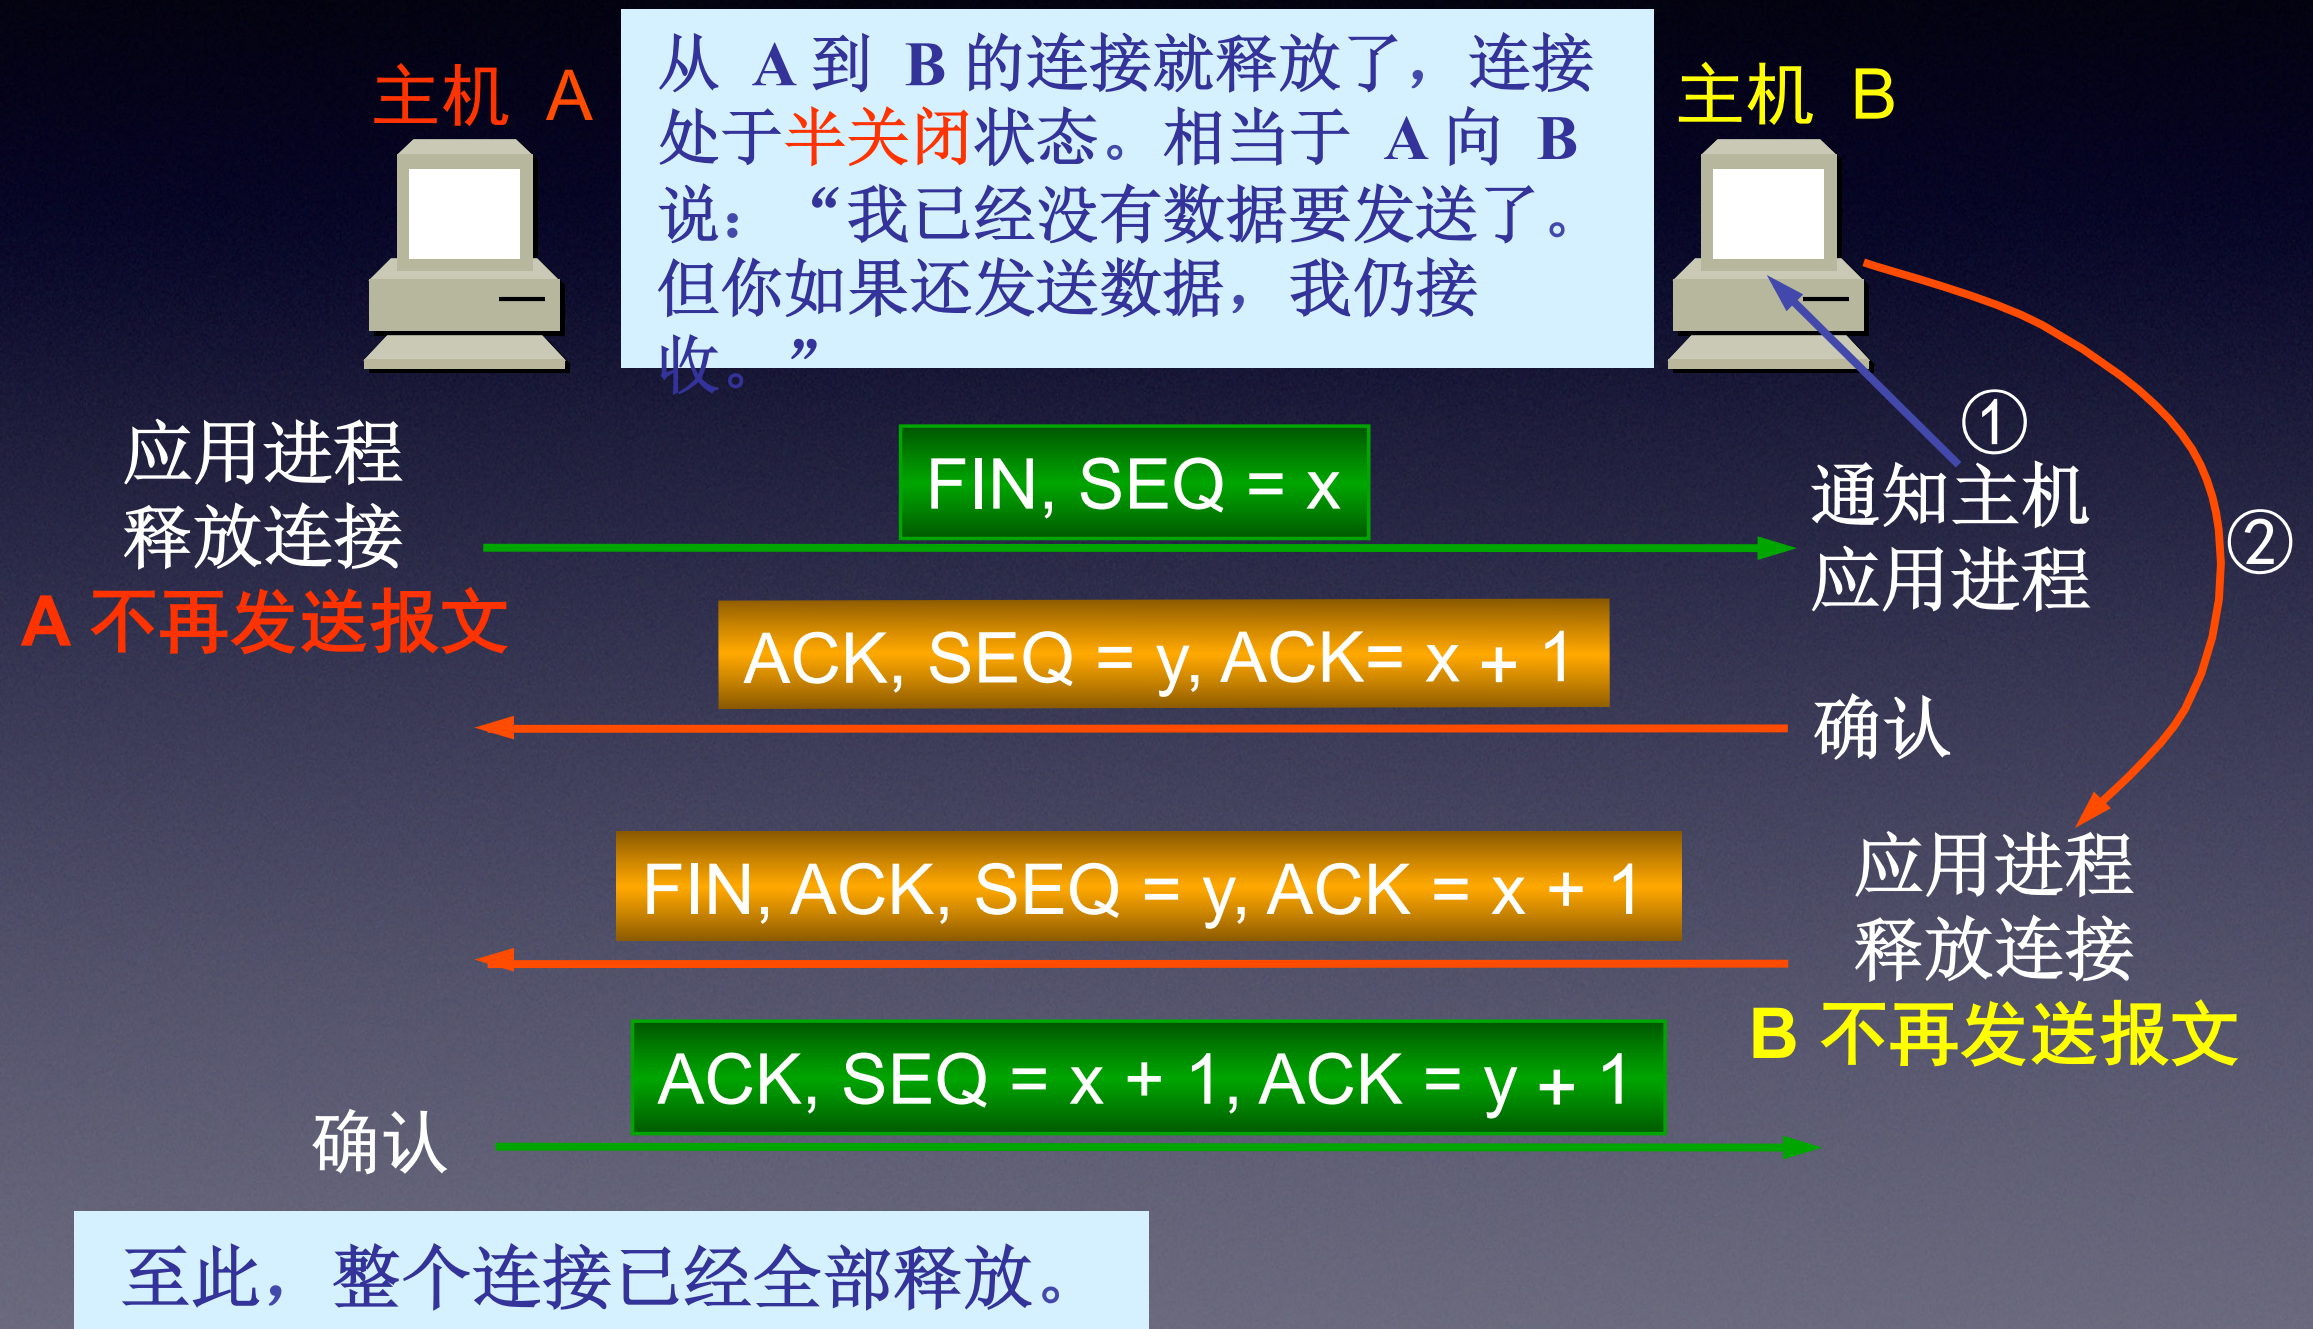 主机 A
从 A 到 B 的连接就释放了，连接
处于半关闭状态。相当于 A 向 B
说：“我已经没有数据要发送了。
但你如果还发送数据，我仍接
收。”
主机 B
应用进程
释放连接
A 不再发送报文
FIN, SEQ = x
①
通知主机
应用进程
②
ACK, SEQ = y, ACK= x + 1
确认
FIN, ACK, SEQ = y, ACK = x + 1
应用进程
释放连接
B 不再发送报文
ACK, SEQ = x + 1, ACK = y + 1
确认
至此，整个连接已经全部释放。